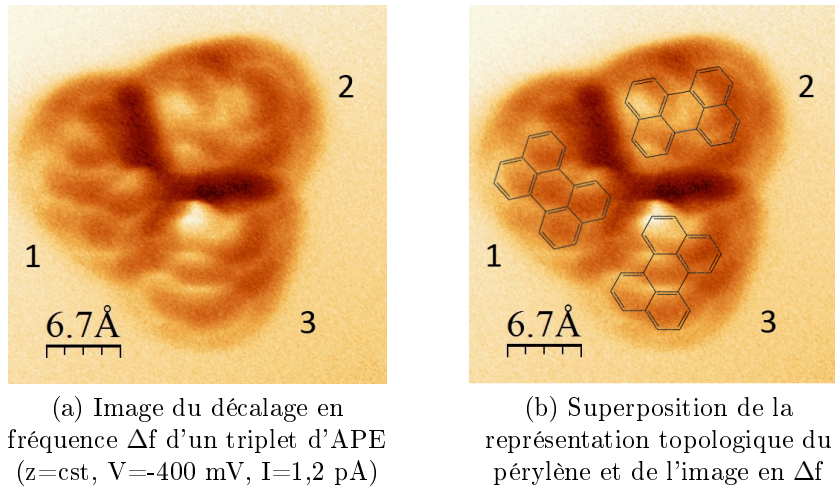 2
1
3
6.7Å
2
1
3
6.7Å
(a) Image du décalage en
fréquence Δf d'un triplet d'APE
(z=cst, V=-400 mV, I=1,2 pA)
(b) Superposition de la
représentation topologique du
pérylène et de l'image en Δf